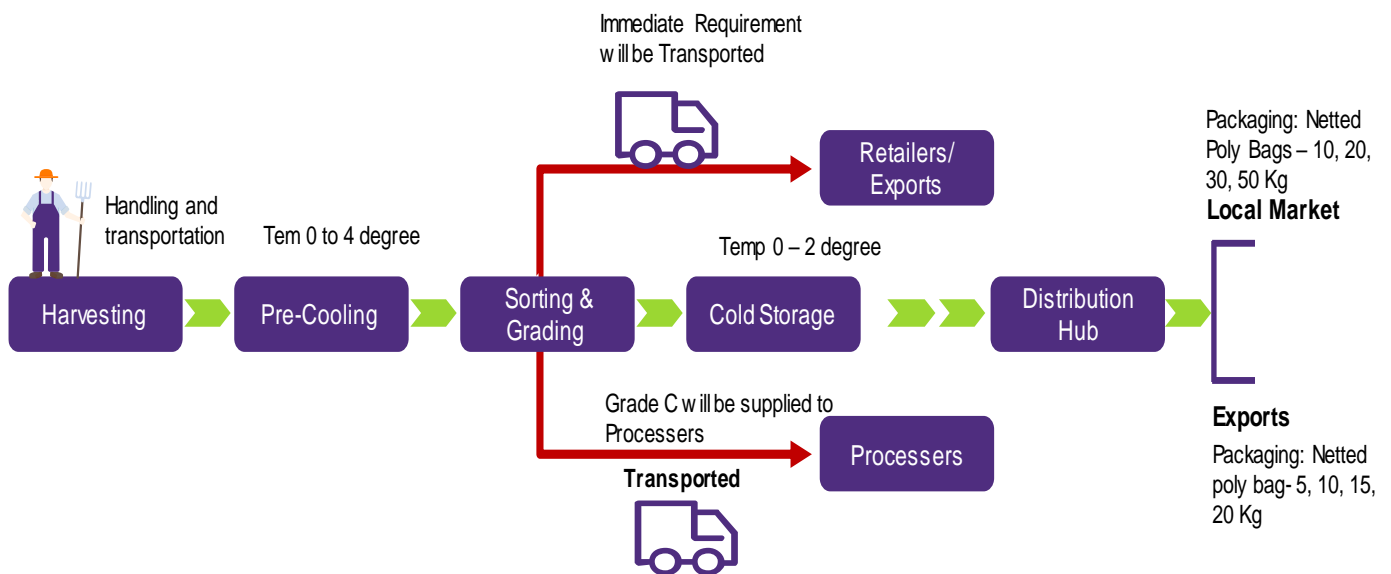 Immediate Requirement
will be Transported
Packaging: Netted
Poly Bags – 10, 20,
30, 50 Kg
Local Market
Retailers/
Exports
Handling and
transportation
Tem 0 to 4 degree
Temp 0 – 2 degree
Harvesting
Pre-Cooling
Sorting &
Grading
Cold Storage
Distribution
Hub
Grade C will be supplied to
Processers
Processers
Transported
Exports
Packaging: Netted
poly bag- 5, 10, 15,
20 Kg